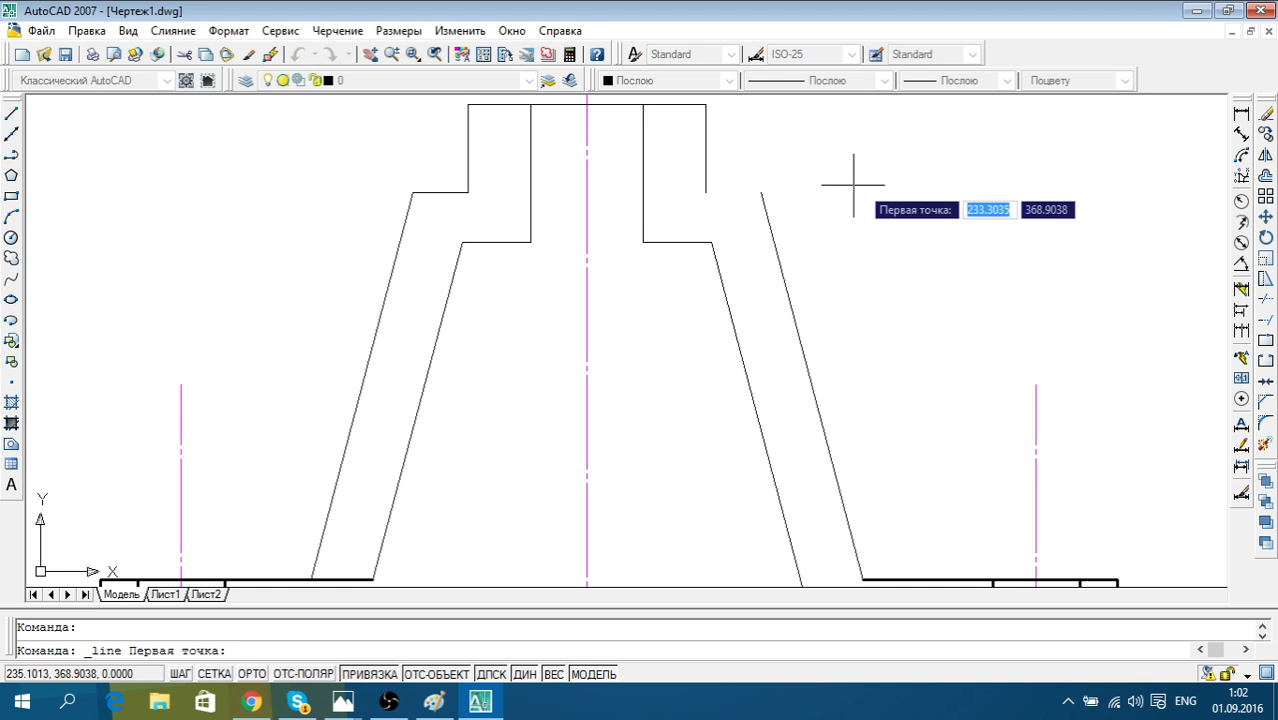 AutoCAD 2007 - [Чертеж1.dwg]
Файл Правка Вид Слияние Формат Сервис Черчение Размеры Изменить Окно Справка
Standard ISO-25 Standard
Классический AutoCAD 0 Послою Послою Послою Поцвету
Первая точка: 233.3035 368.9038
Y
X
Модель Лист1 Лист2
Команда:
Команда: _line Первая точка:
235.1013, 368.9038, 0.0000 ШАГ СЕТКА ОРТО ОТС-ПОЛЯР ПРИВЯЗКА ОТС-ОБЪЕКТ ДПСК ДИН ВЕС МОДЕЛЬ
ENG 1:02
01.09.2016